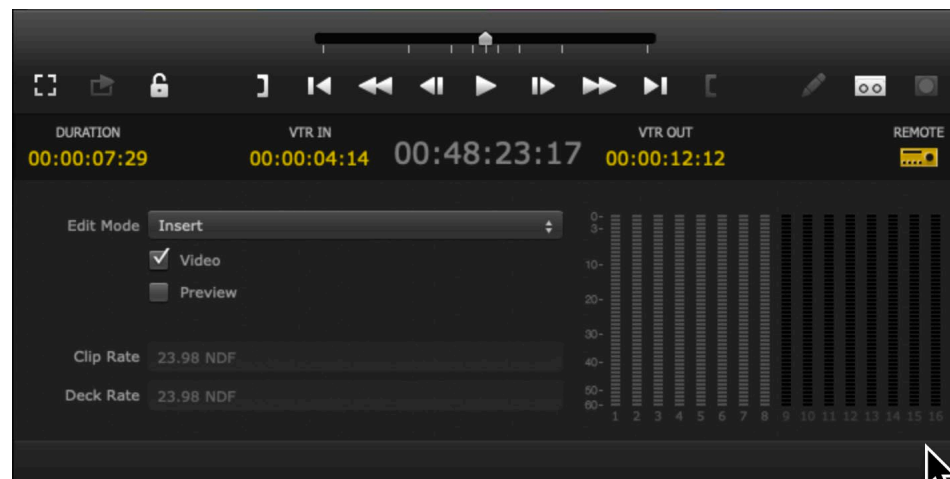 DURATION VTR IN VTR OUT REMOTE
00:00:07:29 00:00:04:14 00:48:23:17 00:00:12:12
Edit Mode Insert
Video
Preview
Clip Rate 23.98 NDF
Deck Rate 23.98 NDF
0-
3-
10-
20-
30-
40-
50-
60-
1 2 3 4 5 6 7 8 9 10 11 12 13 14 15 16